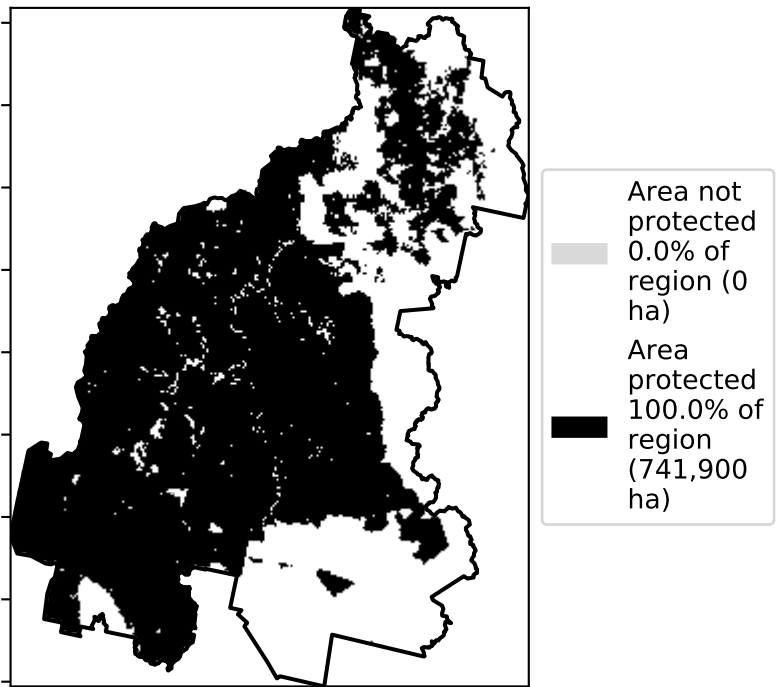 Area not
protected
0.0% of
region (0
ha)
Area
protected
100.0% of
region
(741,900
ha)